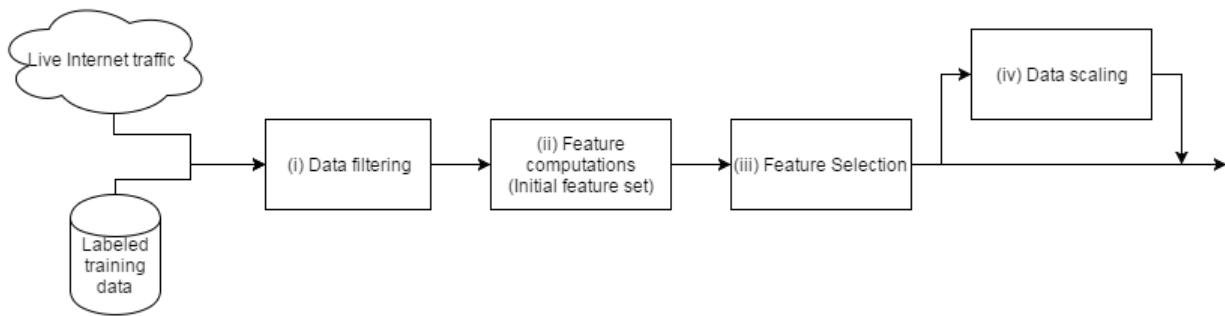 Live Internet traffic
(iv) Data scaling
(i) Data filtering
(ii) Feature
computations
(Initial feature set)
(iii) Feature Selection
Labeled
training
data